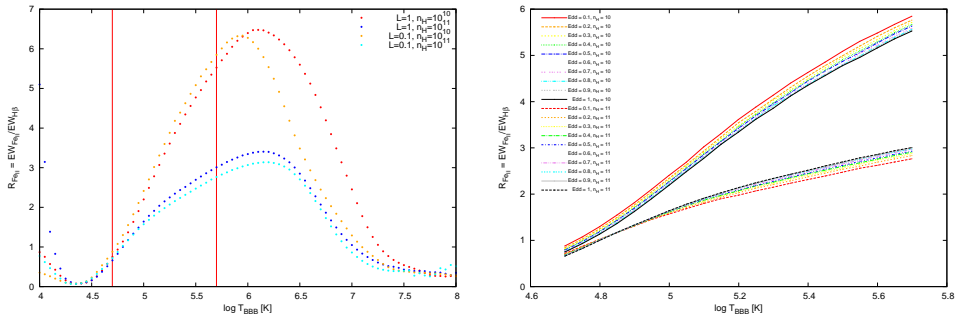 L=1, n_H=10^10
L=1, n_H=10^11
L=0.1, n_H=10^10
L=0.1, n_H=10^11
7
6
5
4
3
2
1
0
R_FeII = EW_FeII/EW_Hβ
4
4.5
5
5.5
6
6.5
7
7.5
8
log T_BBB [K]
Edd = 0.1, n_H = 10
Edd = 0.2, n_H = 10
Edd = 0.3, n_H = 10
Edd = 0.4, n_H = 10
Edd = 0.5, n_H = 10
Edd = 0.6, n_H = 10
Edd = 0.7, n_H = 10
Edd = 0.8, n_H = 10
Edd = 0.9, n_H = 10
Edd = 1, n_H = 10
Edd = 0.1, n_H = 11
Edd = 0.2, n_H = 11
Edd = 0.3, n_H = 11
Edd = 0.4, n_H = 11
Edd = 0.5, n_H = 11
Edd = 0.6, n_H = 11
Edd = 0.7, n_H = 11
Edd = 0.8, n_H = 11
Edd = 0.9, n_H = 11
Edd = 1, n_H = 11
6
5
4
3
2
1
0
R_FeII = EW_FeII/EW_Hβ
4.6
4.8
5
5.2
5.4
5.6
5.8
log T_BBB [K]